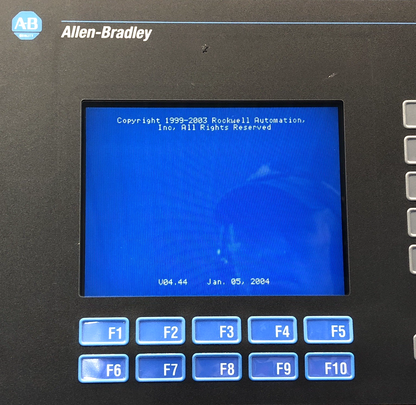 AB
Allen-Bradley
Copyright 1999-2003 Rockwell Automation,
Inc, All Rights Reserved
V04.44 Jan. 05, 2004
F1 F2 F3 F4 F5
F6 F7 F8 F9 F10